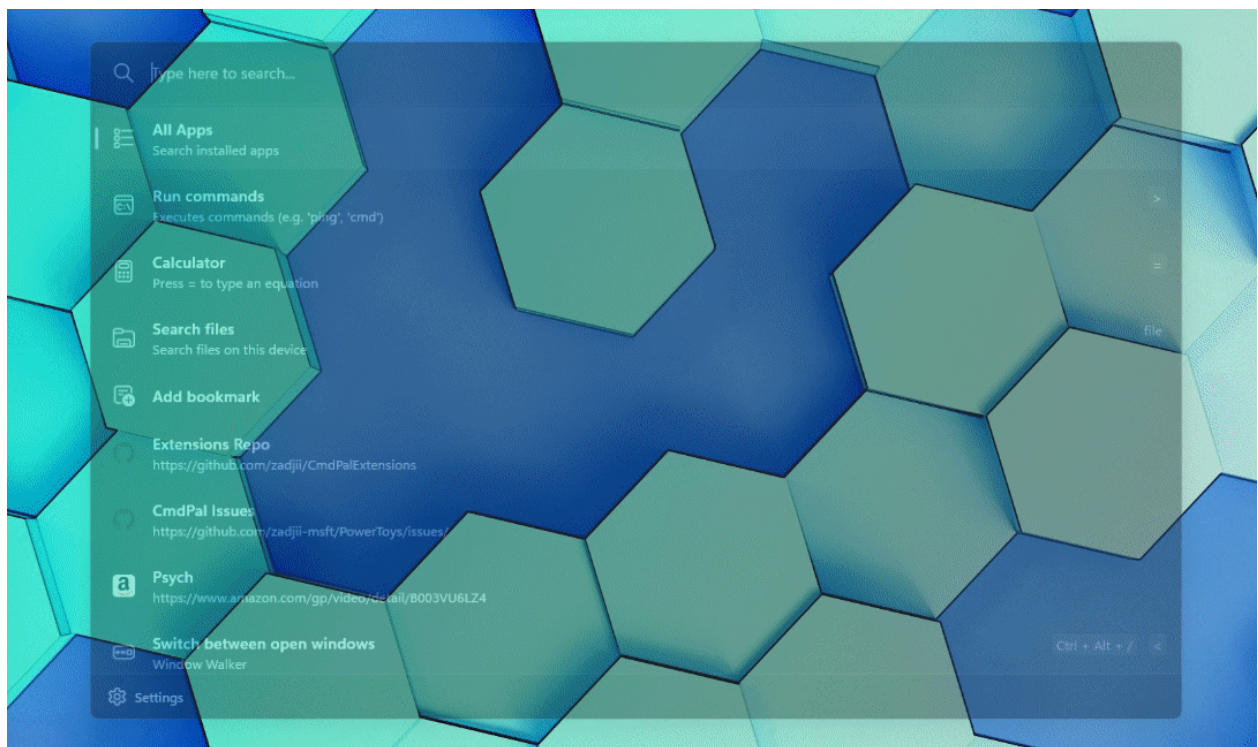 Type here to search...
All Apps
Search installed apps
Run commands
Executes commands (e.g. 'ping', 'cmd')
>
Calculator
Press = to type an equation
=
Search files
Search files on this device
file
Add bookmark
Extensions Repo
https://github.com/zadjii/CmdPalExtensions
CmdPal Issues
https://github.com/zadjii-msft/PowerToys/issues/
Psych
https://www.amazon.com/gp/video/detail/B003VU6LZ4
Switch between open windows
Window Walker
Ctrl + Alt + / <
Settings